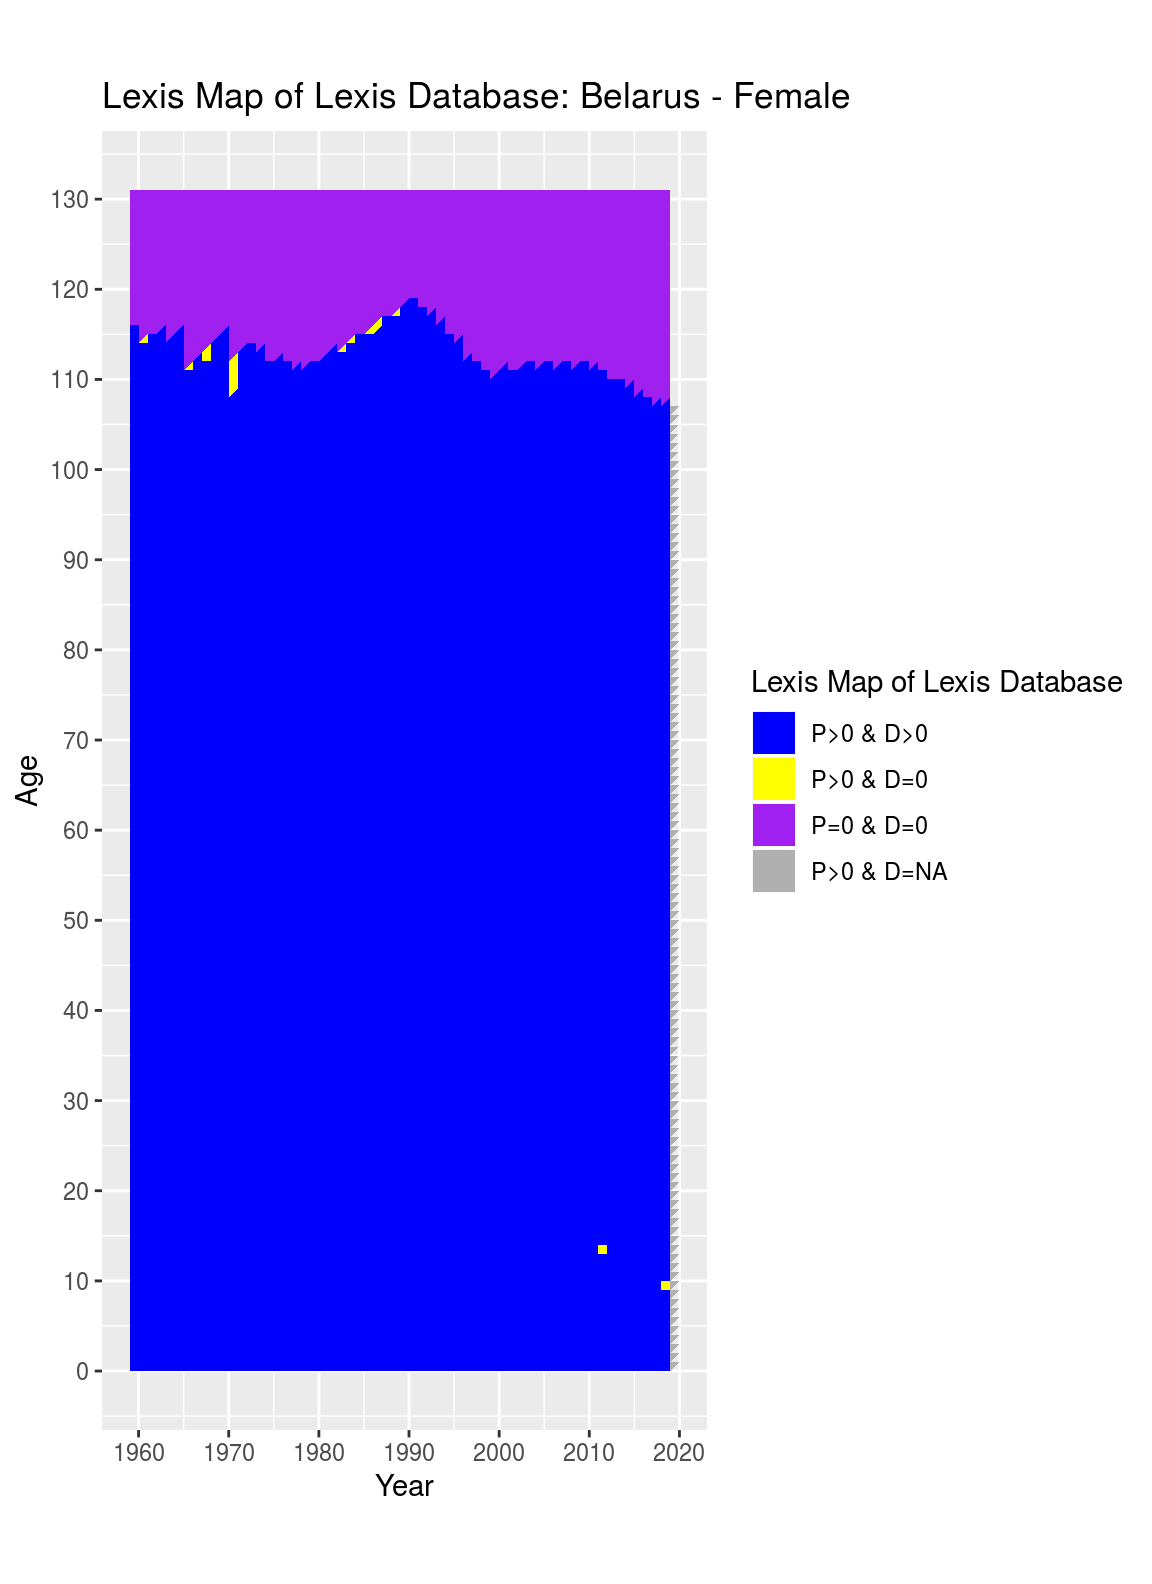 Lexis Map of Lexis Database: Belarus - Female
130
120
110
100
90
80
70
60
50
40
30
20
10
0
Age
1960 1970 1980 1990 2000 2010 2020
Year
Lexis Map of Lexis Database
P>0 & D>0
P>0 & D=0
P=0 & D=0
P>0 & D=NA